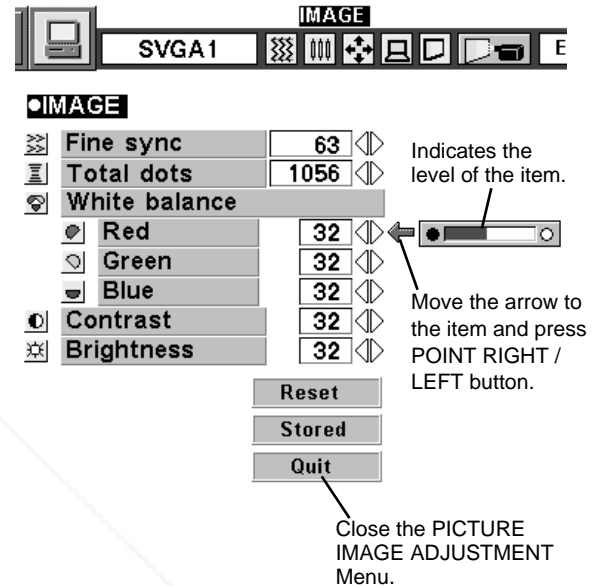 IMAGE
SVGA1
E
●IMAGE
Fine sync 63
Total dots 1056
White balance
Red 32
Green 32
Blue 32
Contrast 32
Brightness 32
Indicates the
level of the item.
Move the arrow to
the item and press
POINT RIGHT /
LEFT button.
Reset
Stored
Quit
Close the PICTURE
IMAGE ADJUSTMENT
Menu.